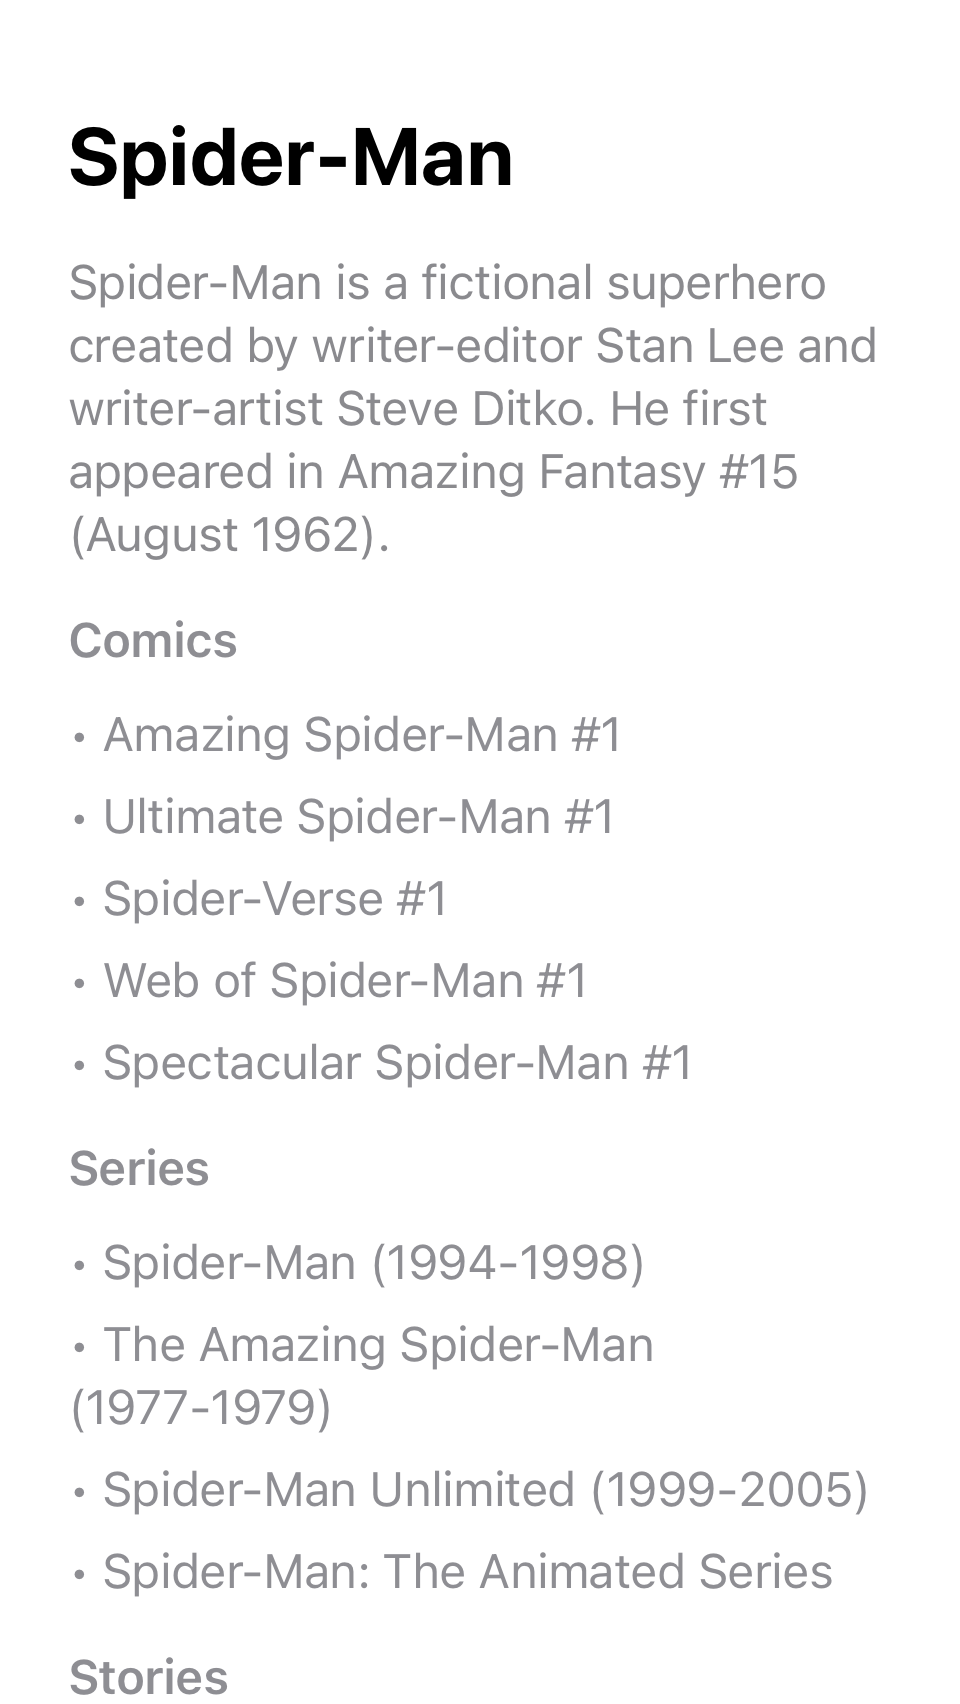 Spider-Man
Spider-Man is a fictional superhero
created by writer-editor Stan Lee and
writer-artist Steve Ditko. He first
appeared in Amazing Fantasy #15
(August 1962).
Comics
• Amazing Spider-Man #1
• Ultimate Spider-Man #1
• Spider-Verse #1
• Web of Spider-Man #1
• Spectacular Spider-Man #1
Series
• Spider-Man (1994-1998)
• The Amazing Spider-Man
(1977-1979)
• Spider-Man Unlimited (1999-2005)
• Spider-Man: The Animated Series
Stories